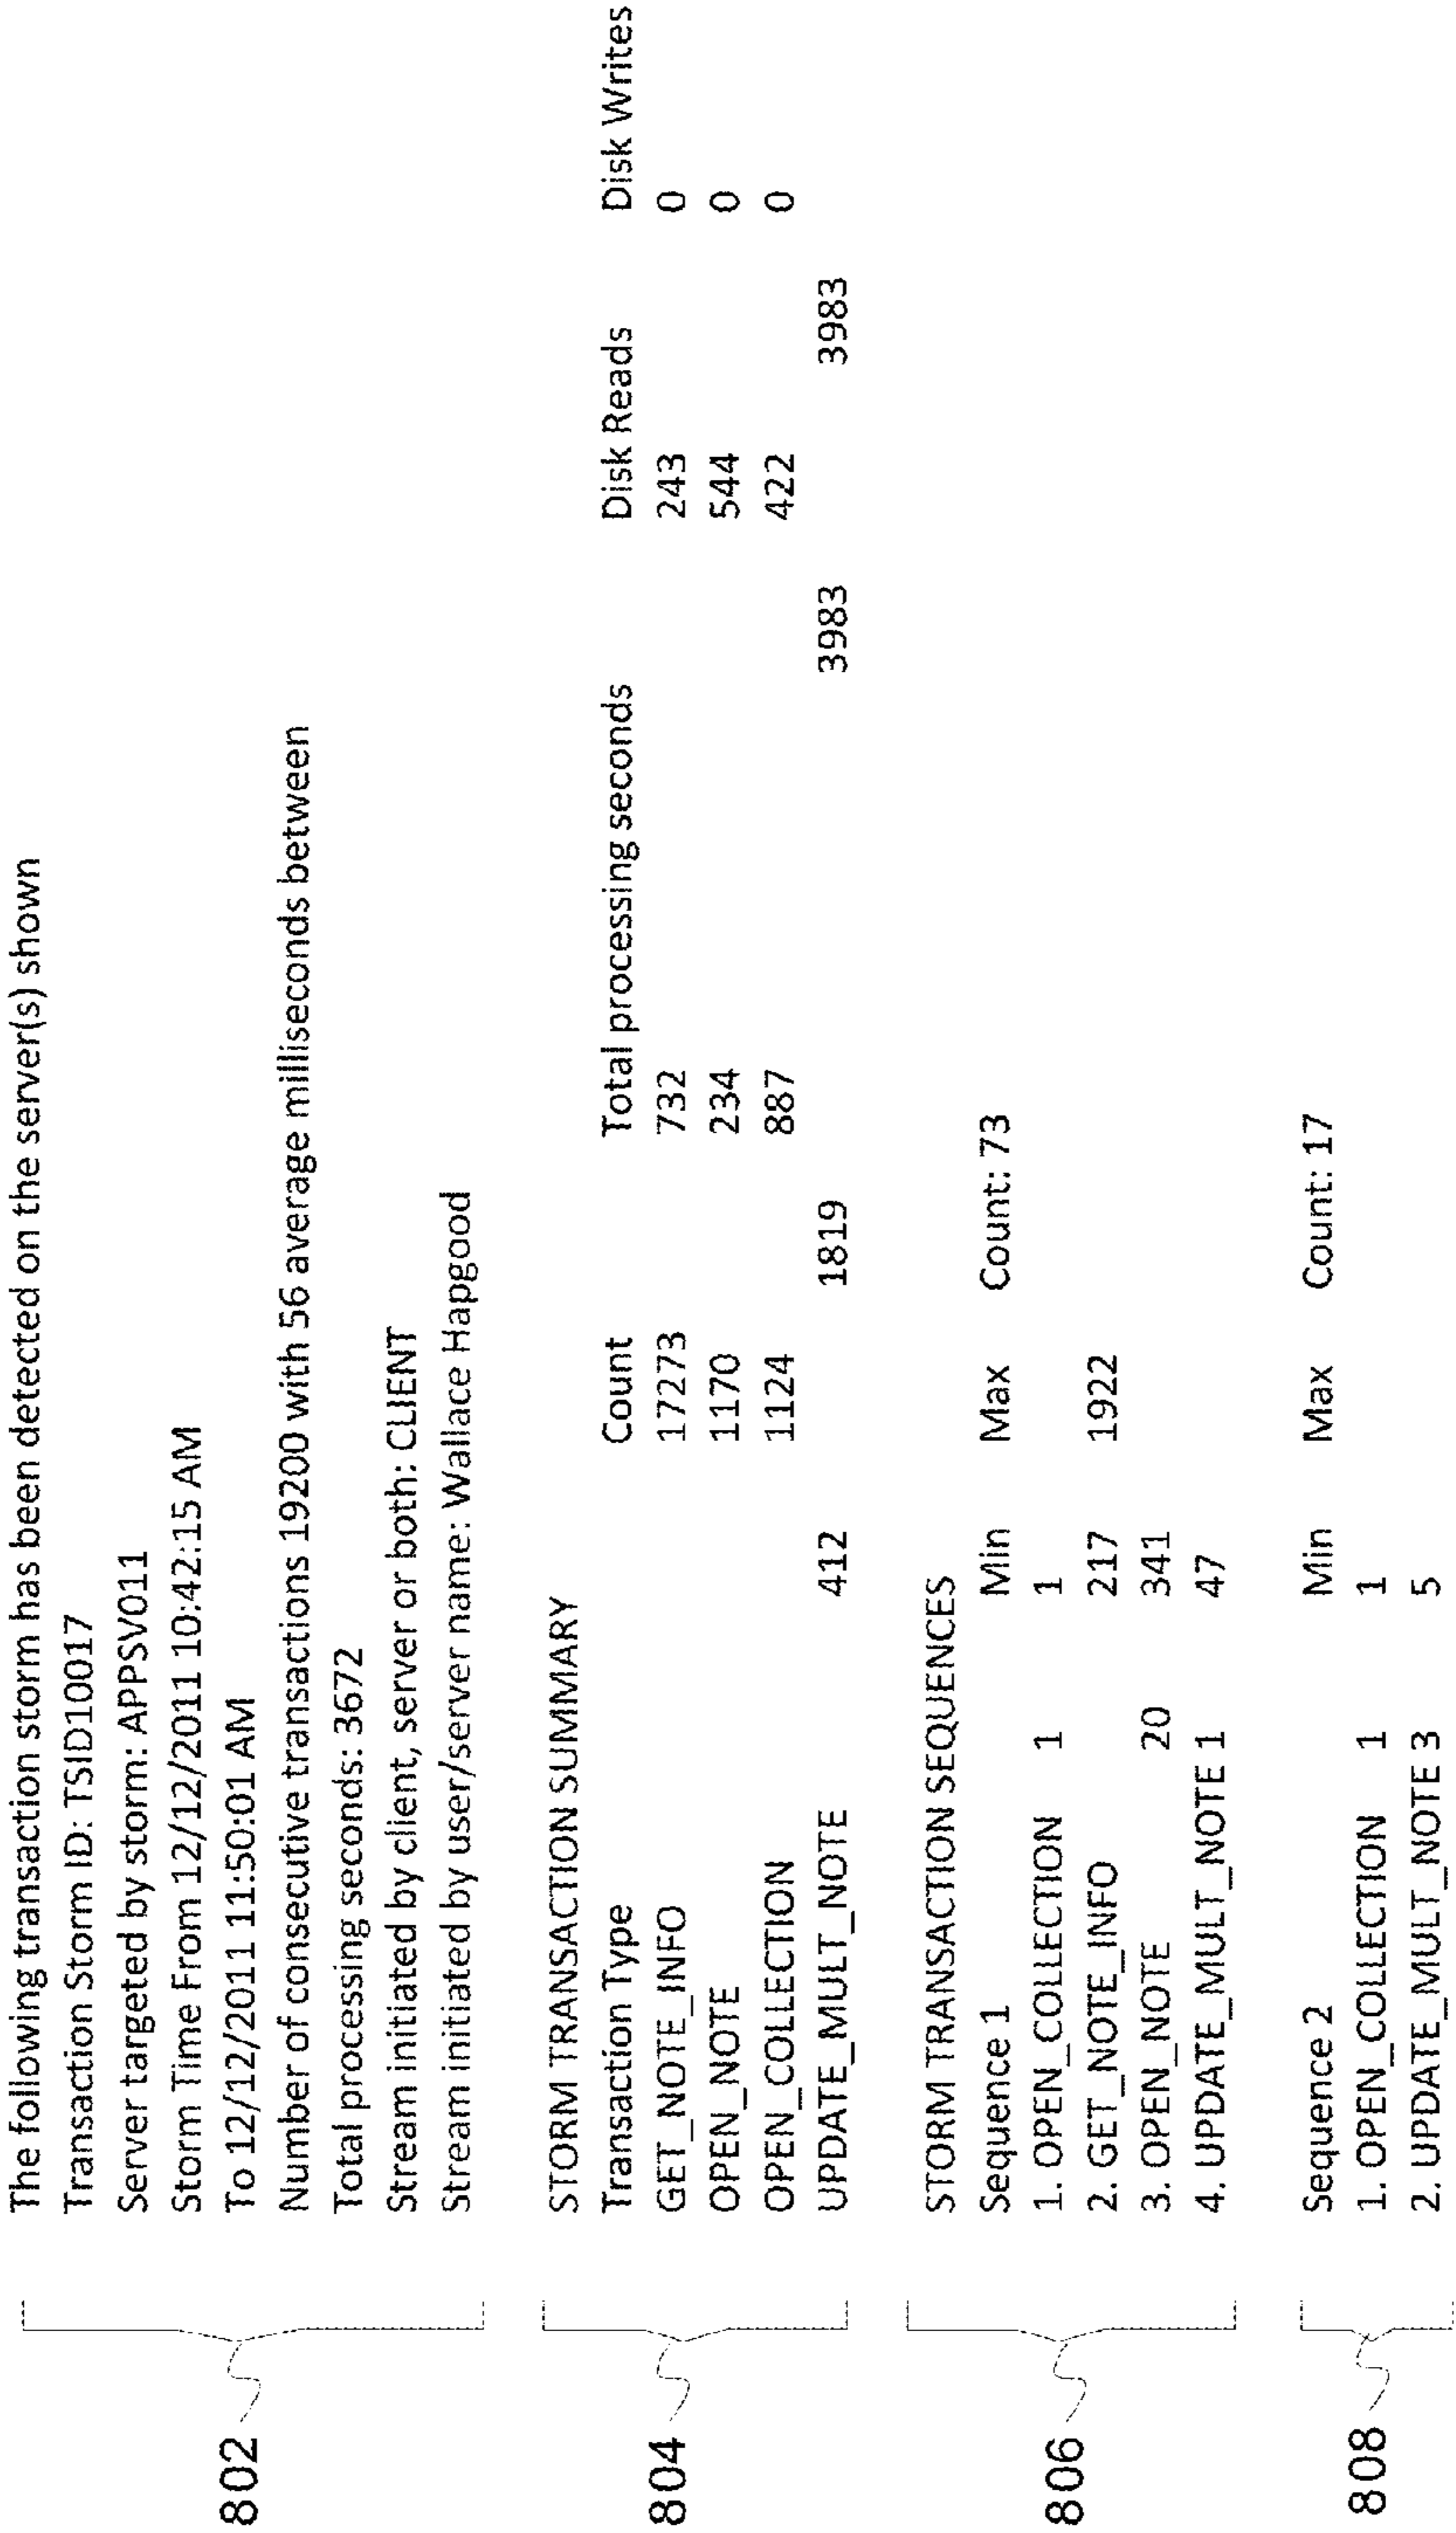 The following transaction storm has been detected on the server(s) shown
Transaction Storm ID: TSID10017
Server targeted by storm: APPSV011
Storm Time From 12/12/2011 10:42:15 AM
To 12/12/2011 11:50:01 AM
Number of consecutive transactions 19200 with 56 average milliseconds between
Total processing seconds: 3672
Stream initiated by client, server or both: CLIENT
Stream initiated by user/server name: Wallace Hapgood
802
STORM TRANSACTION SUMMARY
Transaction Type Count Total processing seconds Disk Reads Disk Writes
GET_NOTE_INFO 17273 732 243 0
OPEN_NOTE 1170 234 544 0
OPEN_COLLECTION 1124 887 422 0
UPDATE_MULT_NOTE 412 1819 3983 3983
804
STORM TRANSACTION SEQUENCES
Sequence 1 Min Max Count: 73
1. OPEN_COLLECTION 1 1
2. GET_NOTE_INFO 217 1922
3. OPEN_NOTE 20 341
4. UPDATE_MULT_NOTE 1 47
806
Sequence 2 Min Max Count: 17
1. OPEN_COLLECTION 1 1
2. UPDATE_MULT_NOTE 3 5
808